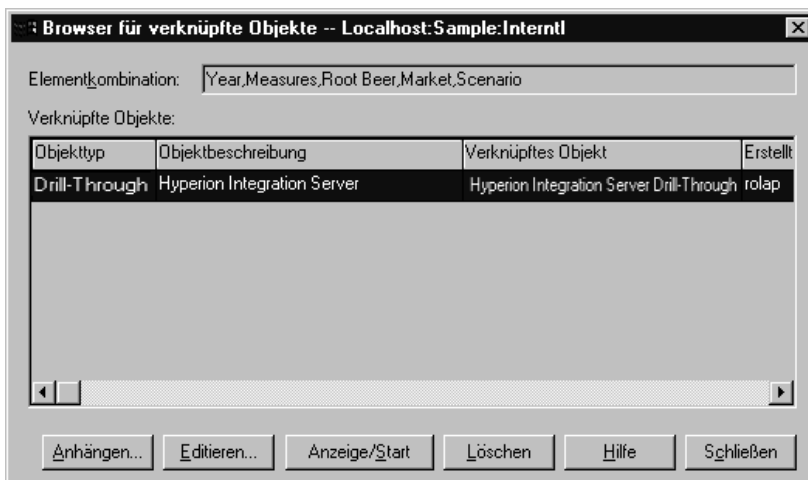 Browser für verknüpfte Objekte -- Localhost:Sample:Interntl
Elementkombination: Year,Measures,Root Beer,Market,Scenario
Verknüpfte Objekte:
Objekttyp Objektbeschreibung Verknüpftes Objekt Erstellt
Drill-Through Hyperion Integration Server Hyperion Integration Server Drill-Through rolap
Anhängen... Editieren... Anzeige/Start Löschen Hilfe Schließen